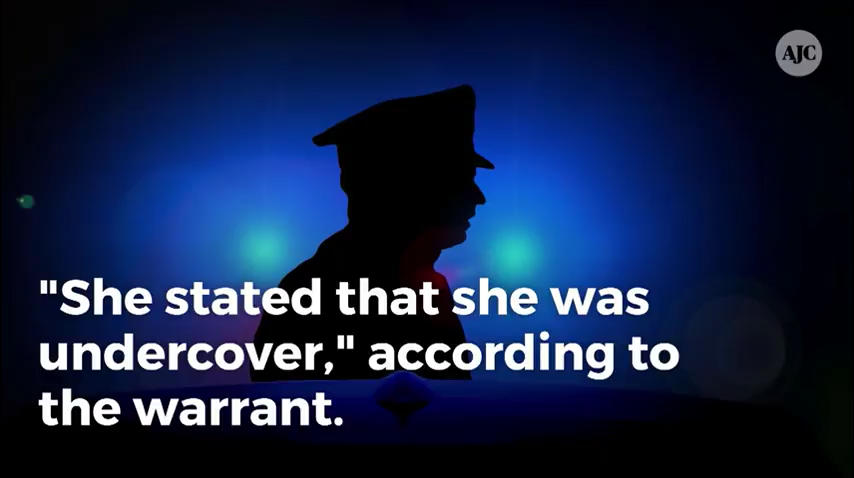 AJC
"She stated that she was
undercover," according to
the warrant.